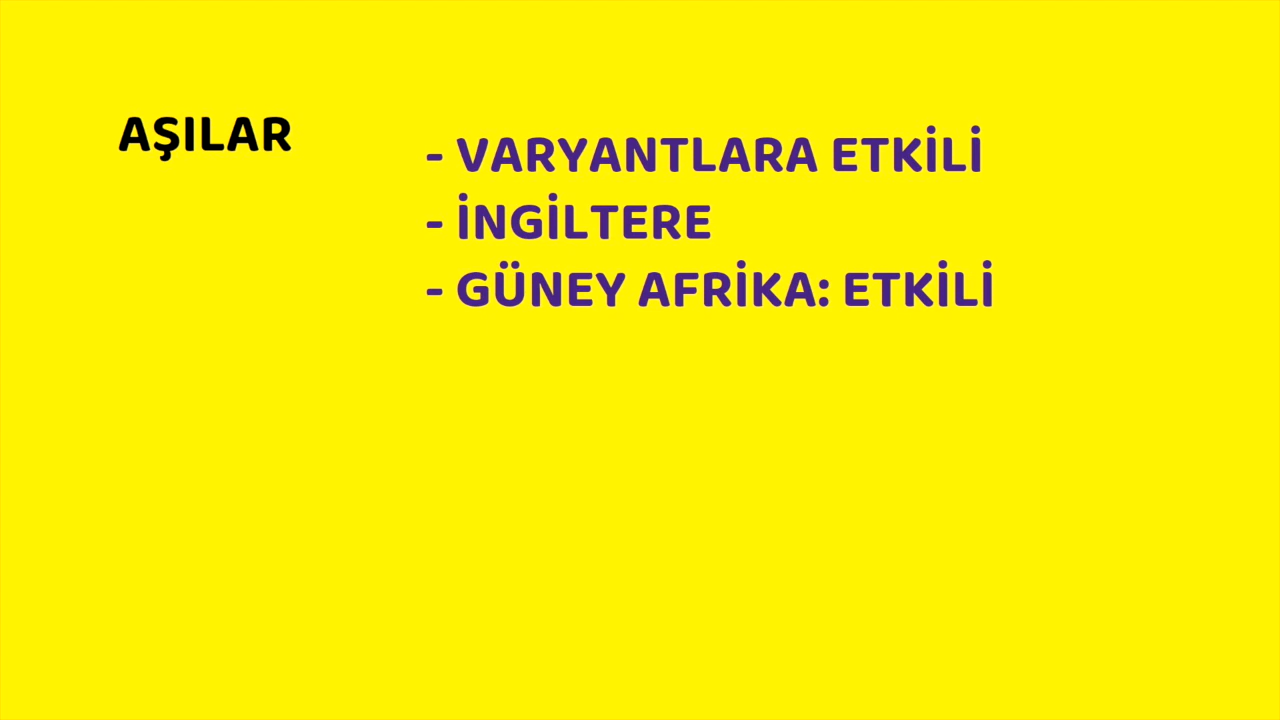 AŞILAR
- VARYANTLARA ETKİLİ
- İNGİLTERE
- GÜNEY AFRİKA: ETKİLİ